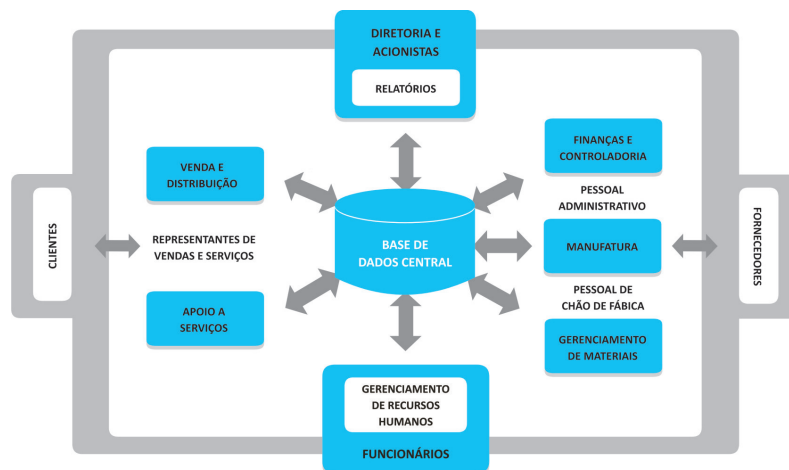 DIRETORIA E
ACIONISTAS
RELATÓRIOS
VENDA E
DISTRIBUIÇÃO
FINANÇAS E
CONTROLADORIA
PESSOAL
ADMINISTRATIVO
CLIENTES
REPRESENTANTES DE
VENDAS E SERVIÇOS
BASE DE
DADOS CENTRAL
MANUFATURA
FORNECEDORES
PESSOAL DE
CHÃO DE FÁBICA
APOIO A
SERVIÇOS
GERENCIAMENTO
DE MATERIAIS
GERENCIAMENTO
DE RECURSOS
HUMANOS
FUNCIONÁRIOS